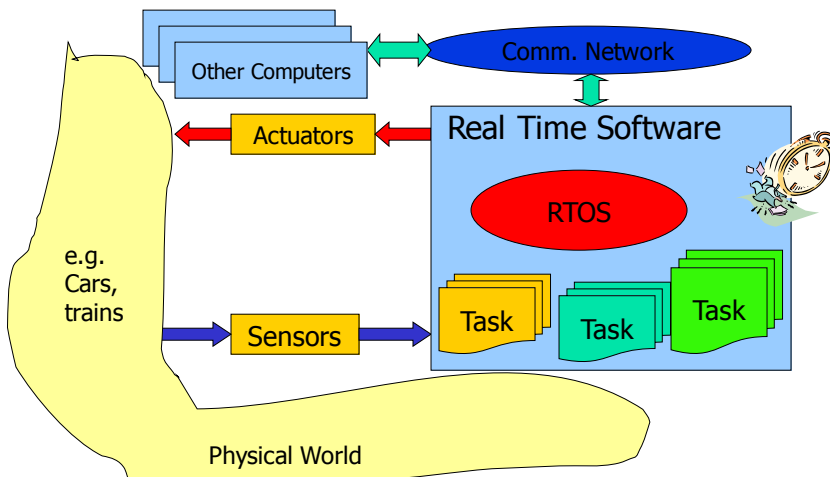 Other Computers
Comm. Network
Actuators
Real Time Software
RTOS
e.g.
Cars,
trains
Sensors
Task
Task
Task
Physical World